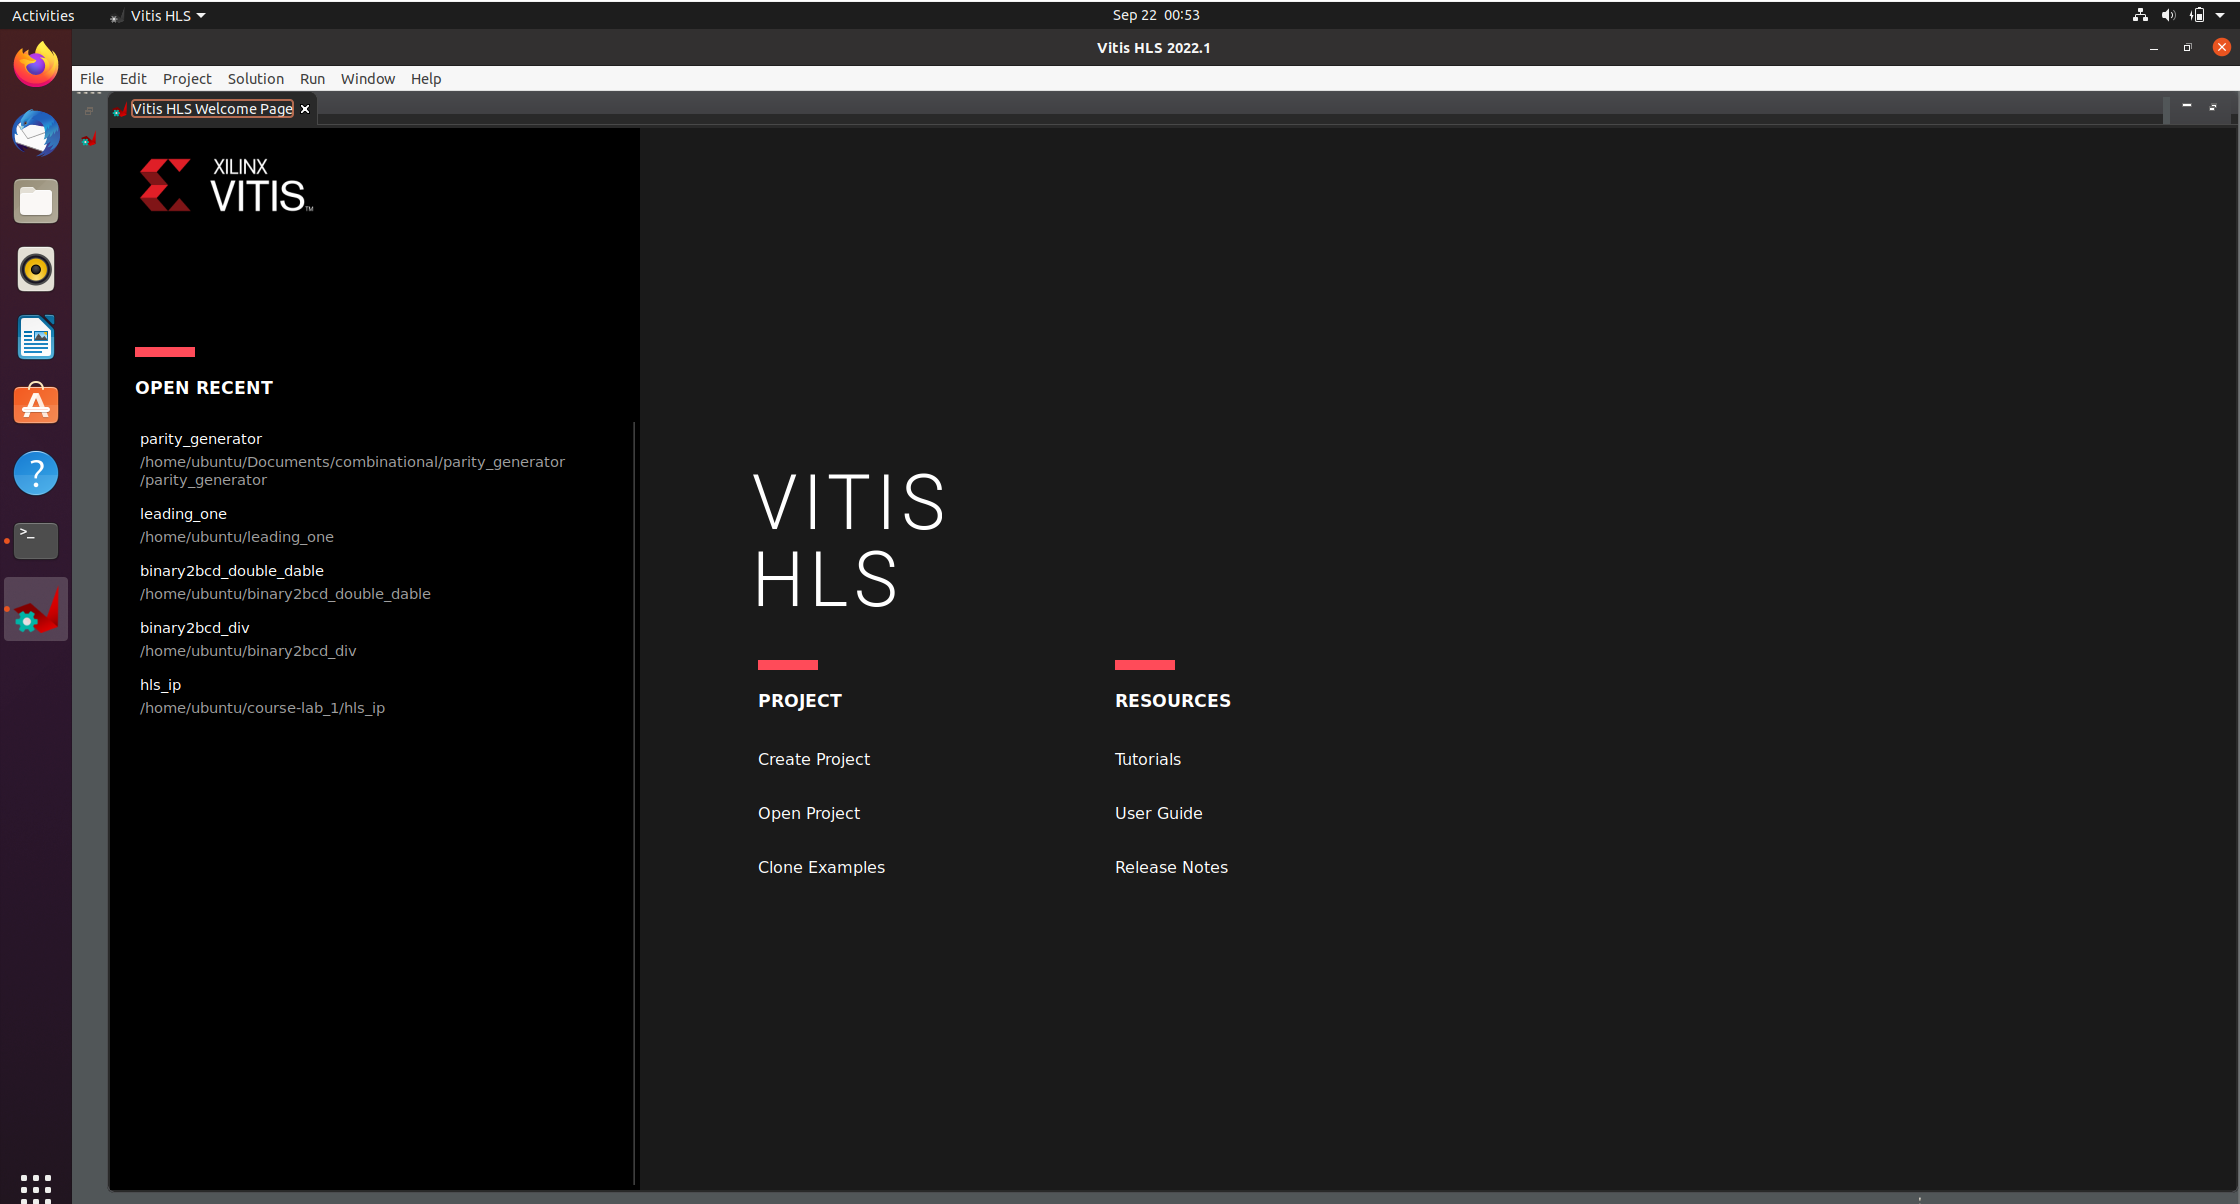 Activities
Vitis HLS
Sep 22 00:53
Vitis HLS 2022.1
File Edit Project Solution Run Window Help
Vitis HLS Welcome Page
XILINX
VITIS™
OPEN RECENT
parity_generator
/home/ubuntu/Documents/combinational/parity_generator
/parity_generator
leading_one
/home/ubuntu/leading_one
binary2bcd_double_dable
/home/ubuntu/binary2bcd_double_dable
binary2bcd_div
/home/ubuntu/binary2bcd_div
hls_ip
/home/ubuntu/course-lab_1/hls_ip
VITIS
HLS
PROJECT
Create Project
Open Project
Clone Examples
RESOURCES
Tutorials
User Guide
Release Notes